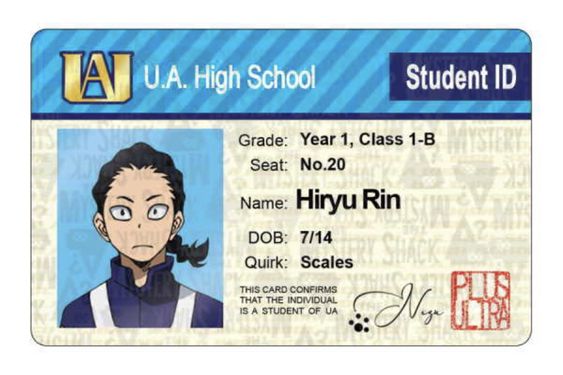 UA U.A. High School Student ID
Grade: Year 1, Class 1-B
Seat: No.20
Name: Hiryu Rin
DOB: 7/14
Quirk: Scales
THIS CARD CONFIRMS
THAT THE INDIVIDUAL
IS A STUDENT OF UA
Nezu
PLUS
ULTRA
MYSTERY SHACK